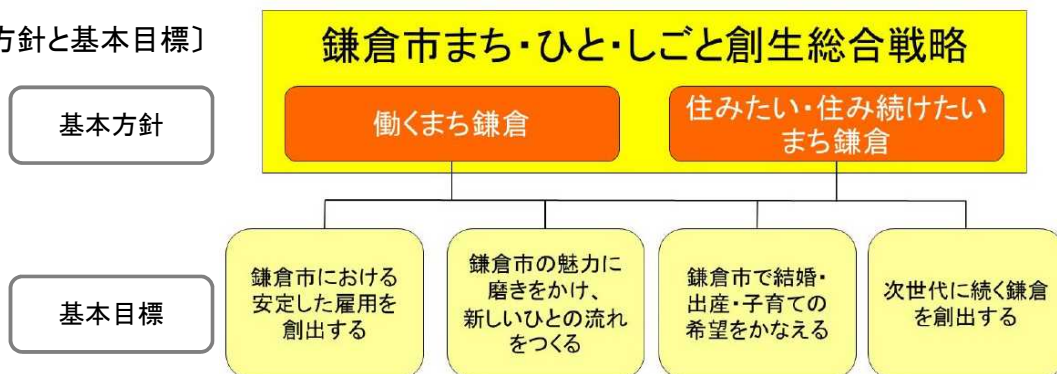 方針と基本目標〕
鎌倉市まち・ひと・しごと創生総合戦略
基本方針
働くまち鎌倉
住みたい・住み続けたい
まち鎌倉
基本目標
鎌倉市における
安定した雇用を
創出する
鎌倉市の魅力に
磨きをかけ、
新しいひとの流れ
をつくる
鎌倉市で結婚・
出産・子育ての
希望をかなえる
次世代に続く鎌倉
を創出する